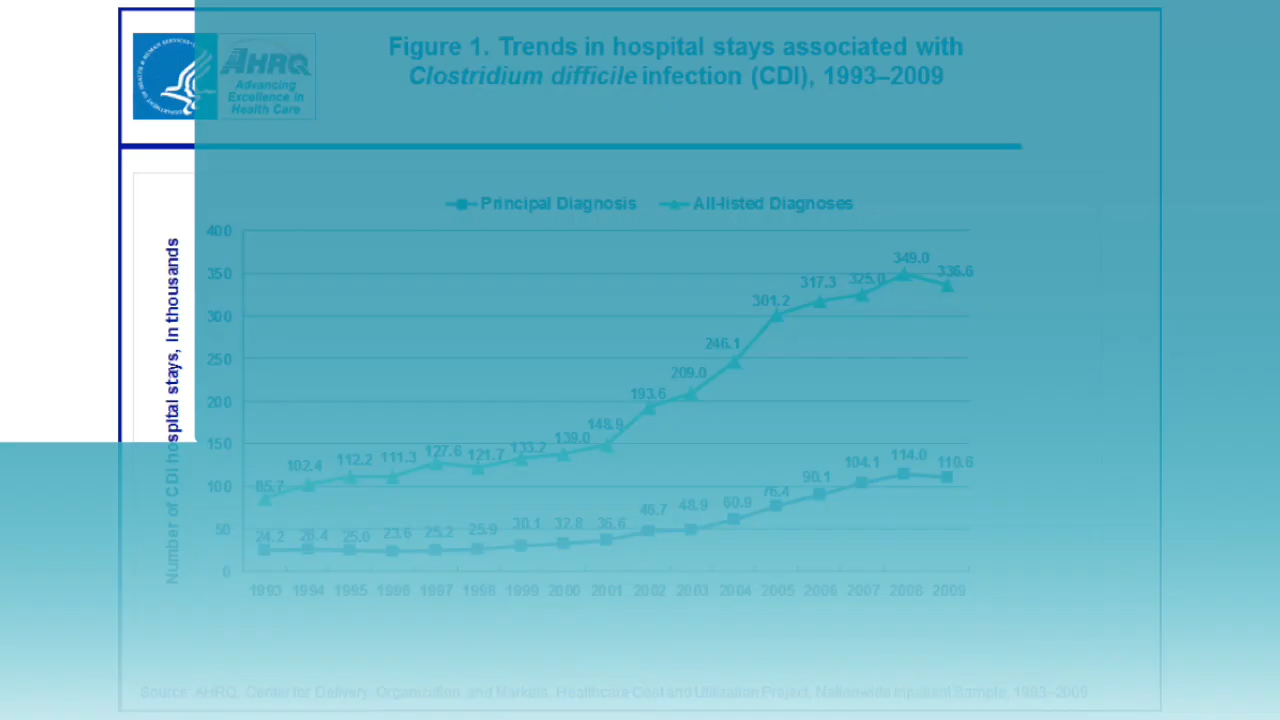 Figure 1. Trends in hospital stays associated with
Clostridium difficile infection (CDI), 1993–2009
DEPARTMENT OF HEALTH & HUMAN SERVICES • USA
AHRQ
Advancing
Excellence in
Health Care
Principal Diagnosis All-listed Diagnoses
Number of CDI hospital stays, in thousands
400
350
300
250
200
150
100
50
0
85.7 102.4 112.2 111.3 127.6 121.7 133.2 139.0 148.9 193.6 209.0 246.1 301.2 317.3 325.0 349.0 336.6
24.2 23.6 25.2 25.9 30.1 32.8 36.6 46.7 48.9 60.9 76.4 90.1 104.1 114.0 110.6
1993 1994 1995 1996 1997 1998 1999 2000 2001 2002 2003 2004 2005 2006 2007 2008 2009
Source: AHRQ, Center for Delivery, Organization, and Markets, Healthcare Cost and Utilization Project, Nationwide Inpatient Sample, 1993–2009